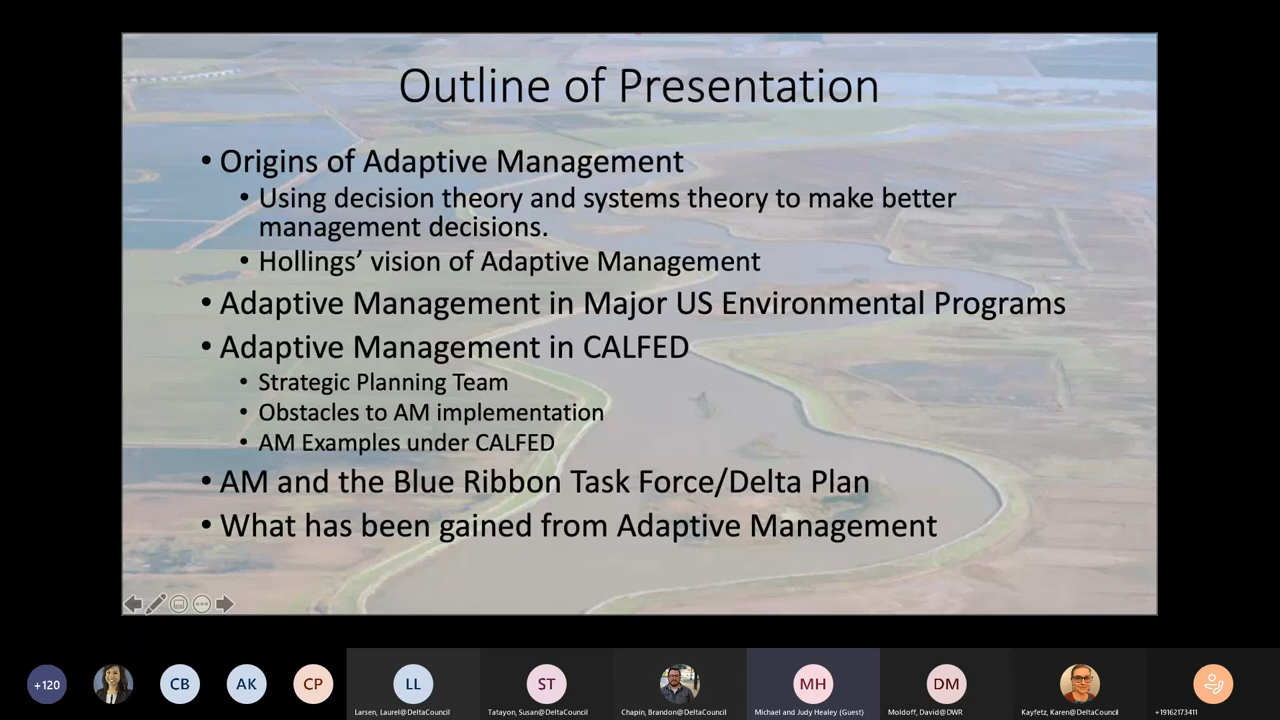 Outline of Presentation
• Origins of Adaptive Management
• Using decision theory and systems theory to make better
management decisions.
• Hollings’ vision of Adaptive Management
• Adaptive Management in Major US Environmental Programs
• Adaptive Management in CALFED
• Strategic Planning Team
• Obstacles to AM implementation
• AM Examples under CALFED
• AM and the Blue Ribbon Task Force/Delta Plan
• What has been gained from Adaptive Management
+120
CB
AK
CP
LL
ST
MH
DM
Larsen, Laurel@DeltaCouncil
Tatayon, Susan@DeltaCouncil
Chapin, Brandon@DeltaCouncil
Michael and Judy Healey (Guest)
Moldoff, David@DWR
Kayfetz, Karen@DeltaCouncil
+19162173411